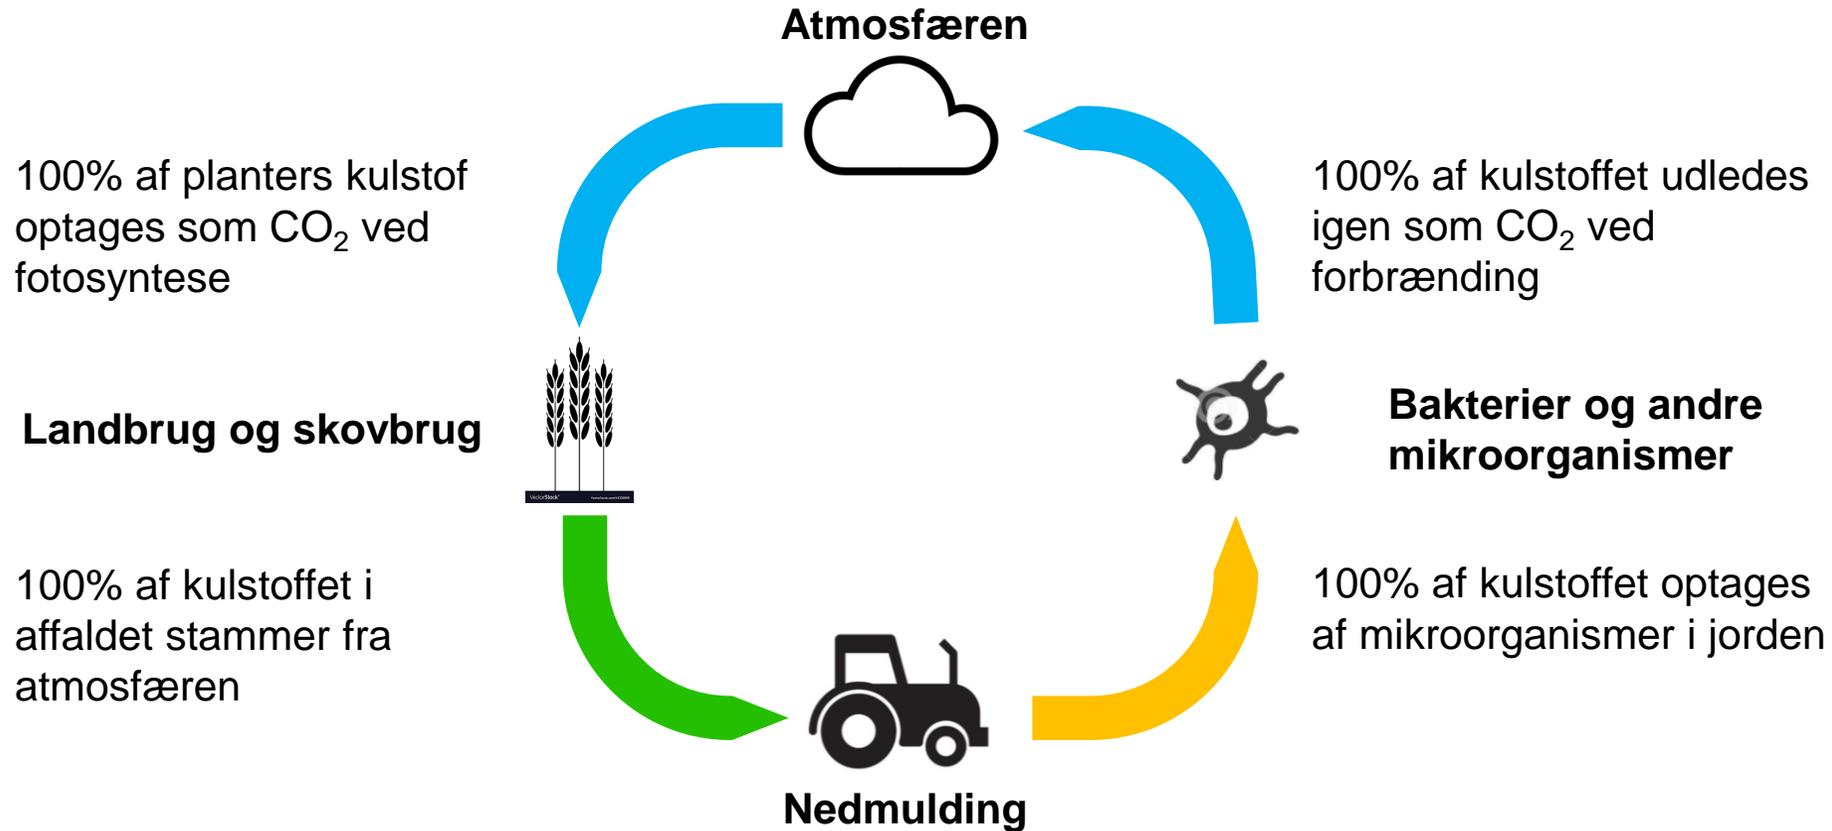 Atmosfæren
100% af planters kulstof
optages som CO₂ ved
fotosyntese
100% af kulstoffet udledes
igen som CO₂ ved
forbrænding
Landbrug og skovbrug
Bakterier og andre
mikroorganismer
VectorStock
100% af kulstoffet i
affaldet stammer fra
atmosfæren
100% af kulstoffet optages
af mikroorganismer i jorden
Nedmulding